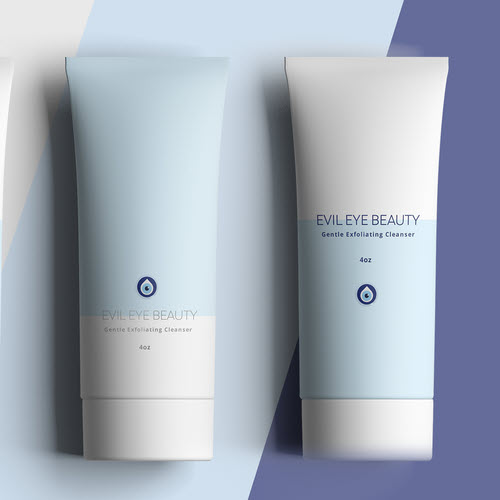 EVIL EYE BEAUTY
Gentle Exfoliating Cleanser
4oz
EVIL EYE BEAUTY
Gentle Exfoliating Cleanser
4oz